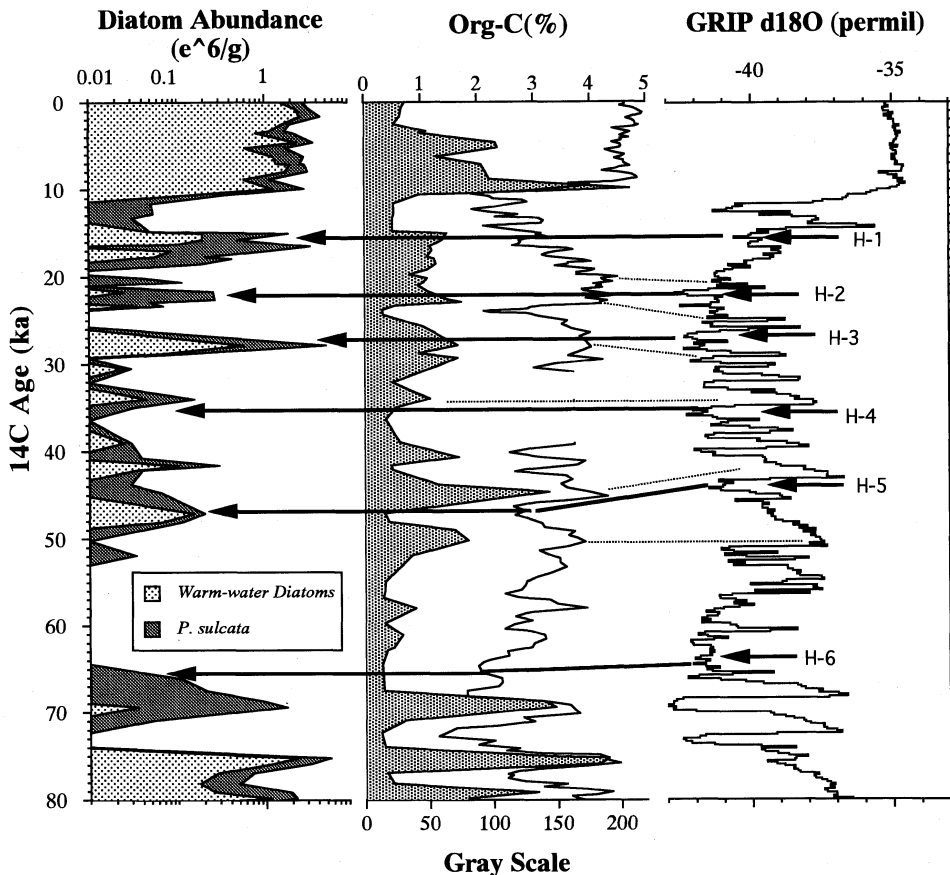 Diatom Abundance
(e^6/g)
Org-C(%)
GRIP d18O (permil)
0.01 0.1 1
0 1 2 3 4 5
-40 -35
14C Age (ka)
0
10
20
30
40
50
60
70
80
H-1
H-2
H-3
H-4
H-5
H-6
Warm-water Diatoms
P. sulcata
0 50 100 150 200
Gray Scale